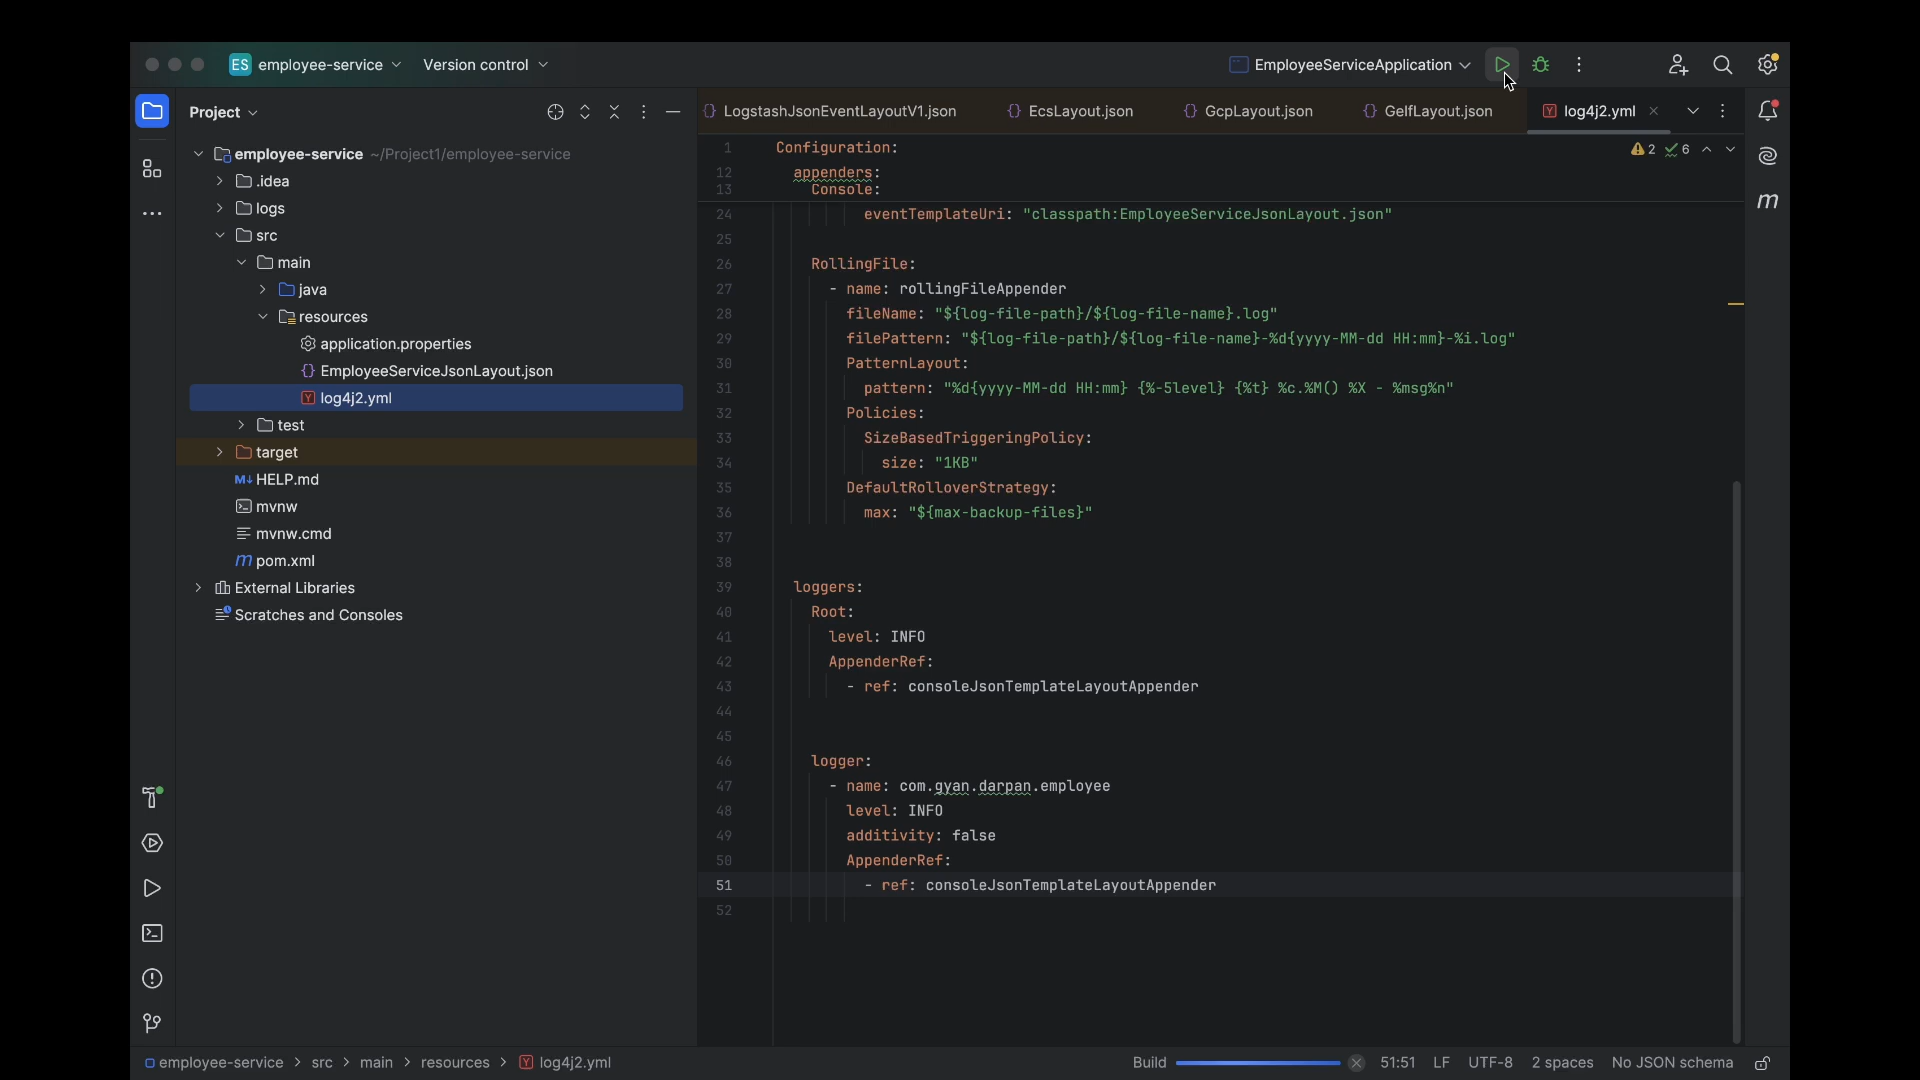 ES employee-service Version control EmployeeServiceApplication
Project
LogstashJsonEventLayoutV1.json EcsLayout.json GcpLayout.json GelfLayout.json log4j2.yml
employee-service ~/Project1/employee-service
.idea
logs
src
main
java
resources
application.properties
{} EmployeeServiceJsonLayout.json
Y log4j2.yml
test
target
M↓ HELP.md
mvnw
mvnw.cmd
m pom.xml
External Libraries
Scratches and Consoles
2 6
1 Configuration:
12 appenders:
13 Console:
24 eventTemplateUri: "classpath:EmployeeServiceJsonLayout.json"
25
26 RollingFile:
27 - name: rollingFileAppender
28 fileName: "${log-file-path}/${log-file-name}.log"
29 filePattern: "${log-file-path}/${log-file-name}-%d{yyyy-MM-dd HH:mm}-%i.log"
30 PatternLayout:
31 pattern: "%d{yyyy-MM-dd HH:mm} {%-5level} {%t} %c.%M() %X - %msg%n"
32 Policies:
33 SizeBasedTriggeringPolicy:
34 size: "1KB"
35 DefaultRolloverStrategy:
36 max: "${max-backup-files}"
37
38
39 loggers:
40 Root:
41 level: INFO
42 AppenderRef:
43 - ref: consoleJsonTemplateLayoutAppender
44
45
46 logger:
47 - name: com.gyan.darpan.employee
48 level: INFO
49 additivity: false
50 AppenderRef:
51 - ref: consoleJsonTemplateLayoutAppender
52
m
employee-service > src > main > resources > Y log4j2.yml Build 51:51 LF UTF-8 2 spaces No JSON schema